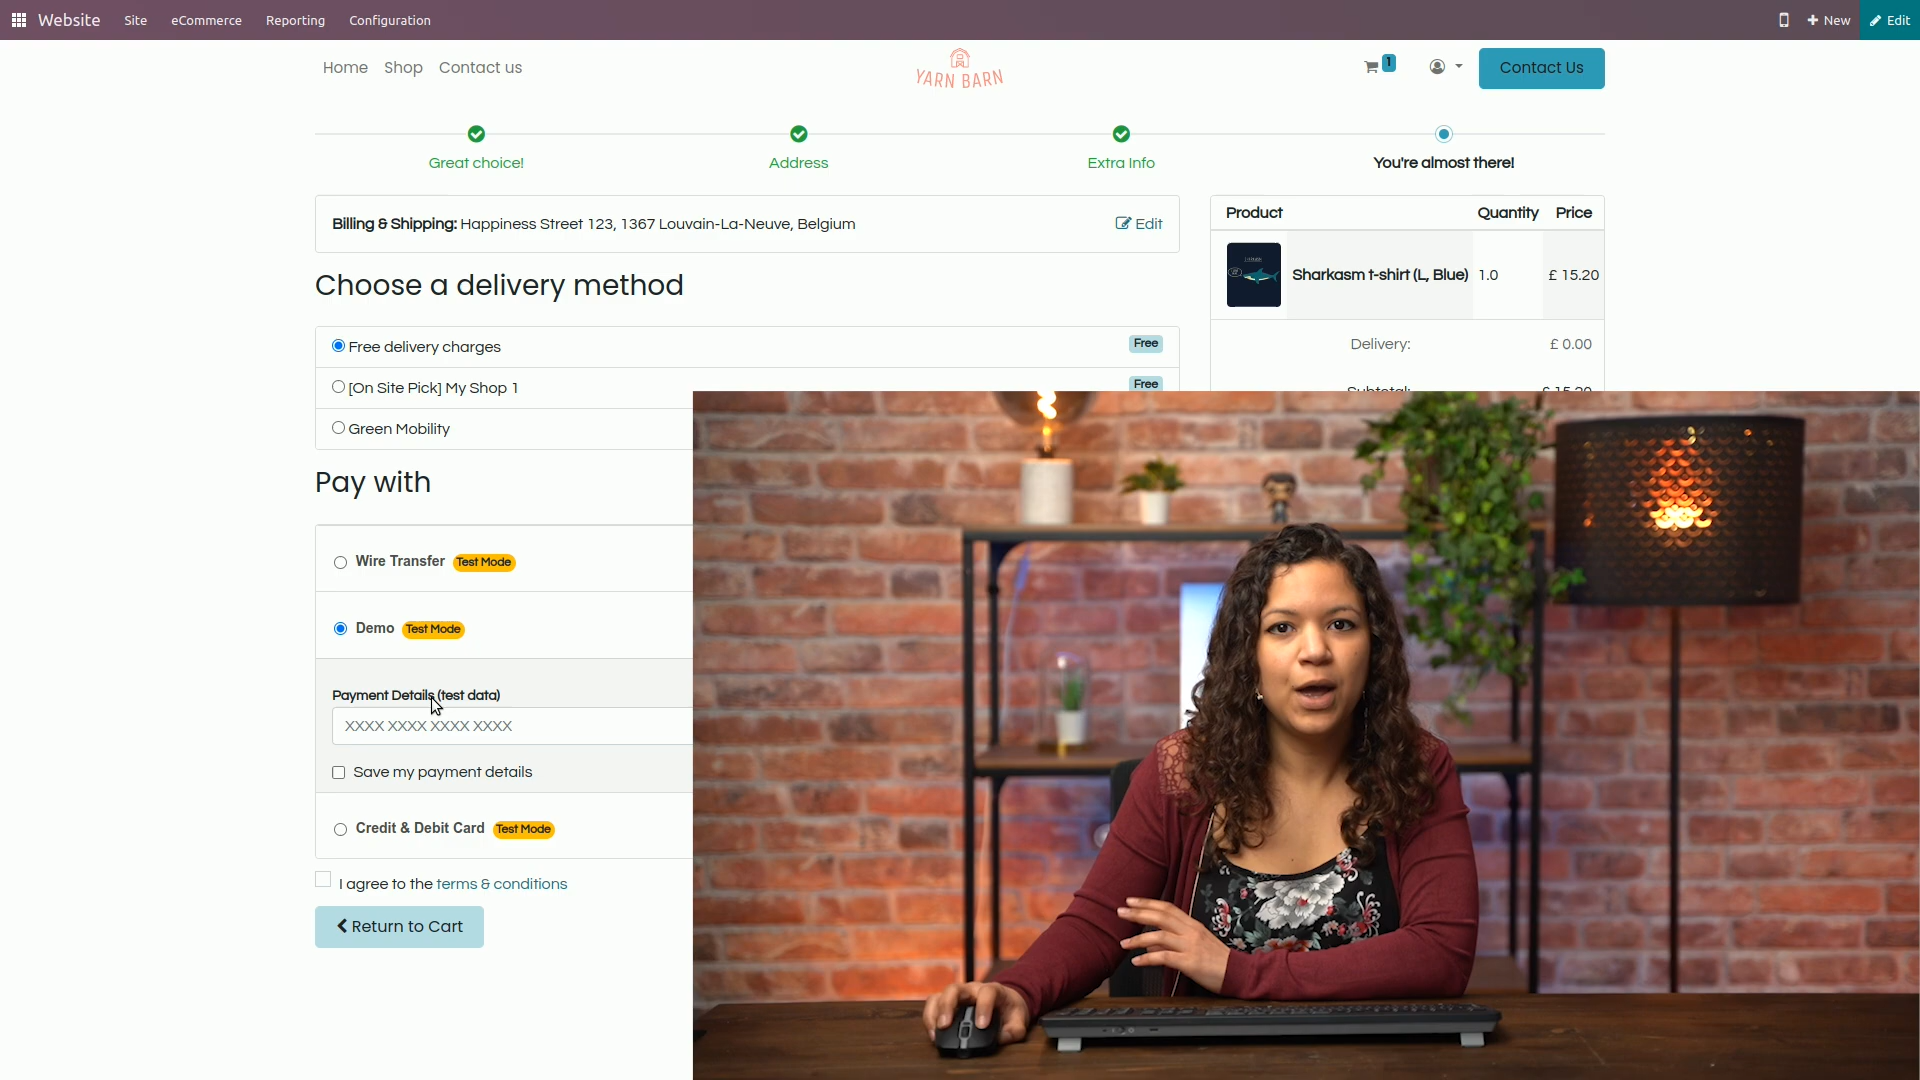 Website Site eCommerce Reporting Configuration New Edit
Home Shop Contact us YARN BARN 1 Contact Us
Great choice! Address Extra Info You're almost there!
Billing & Shipping: Happiness Street 123, 1367 Louvain-La-Neuve, Belgium Edit
Product Quantity Price
Sharkasm t-shirt (L, Blue) 1.0 £ 15.20
Delivery: £ 0.00
Choose a delivery method
Free delivery charges Free
[On Site Pick] My Shop 1 Free
Green Mobility
Pay with
Wire Transfer Test Mode
Demo Test Mode
Payment Details (test data)
XXXX XXXX XXXX XXXX
Save my payment details
Credit & Debit Card Test Mode
I agree to the terms & conditions
Return to Cart